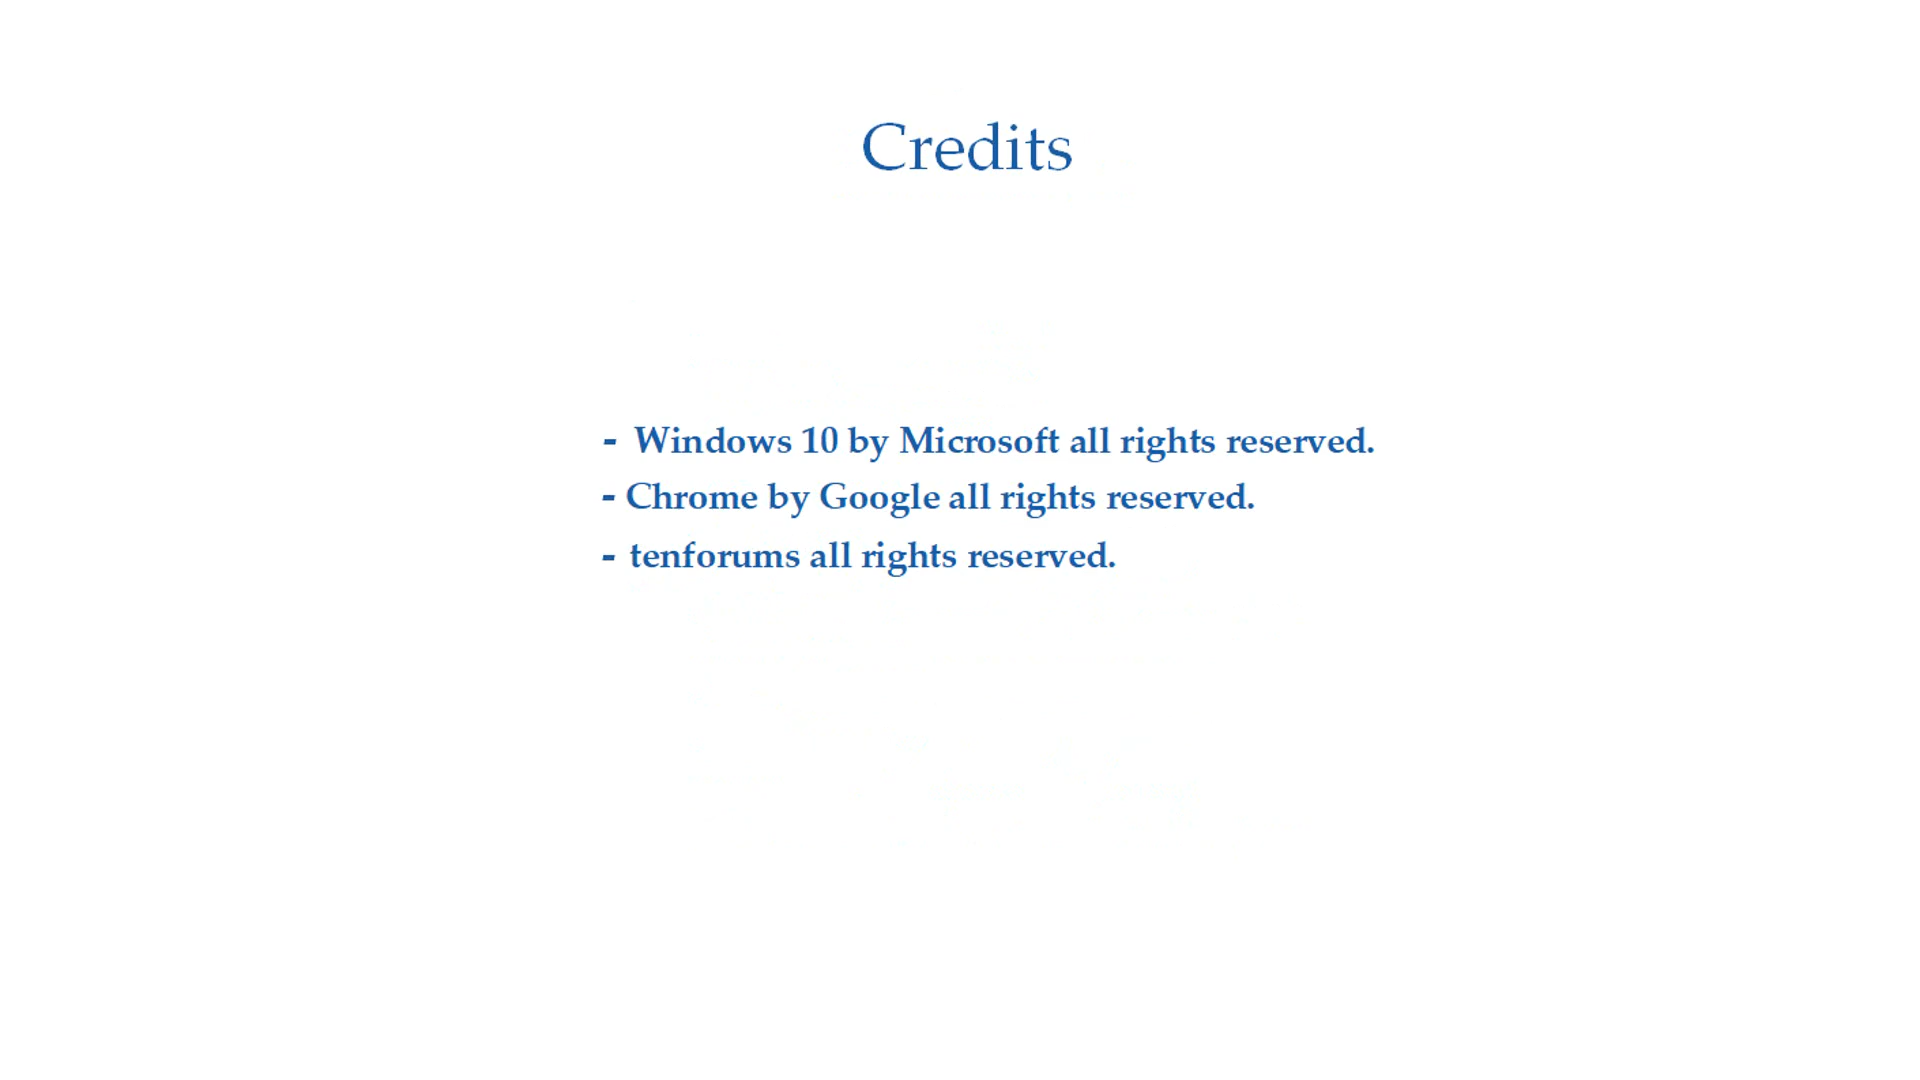 Credits
- Windows 10 by Microsoft all rights reserved.
- Chrome by Google all rights reserved.
- tenforums all rights reserved.